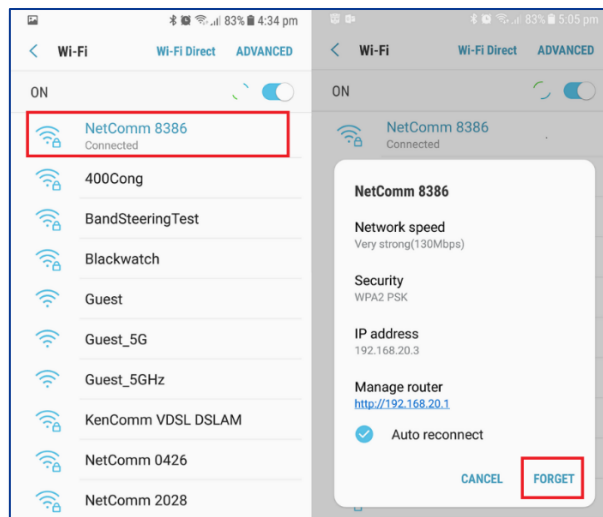 83% 4:34 pm
Wi-Fi Wi-Fi Direct ADVANCED
ON
NetComm 8386
Connected
400Cong
BandSteeringTest
Blackwatch
Guest
Guest_5G
Guest_5GHz
KenComm VDSL DSLAM
NetComm 0426
NetComm 2028
83% 5:05 pm
Wi-Fi Wi-Fi Direct ADVANCED
ON
NetComm 8386
Connected
NetComm 8386
Network speed
Very strong(130Mbps)
Security
WPA2 PSK
IP address
192.168.20.3
Manage router
http://192.168.20.1
Auto reconnect
CANCEL FORGET